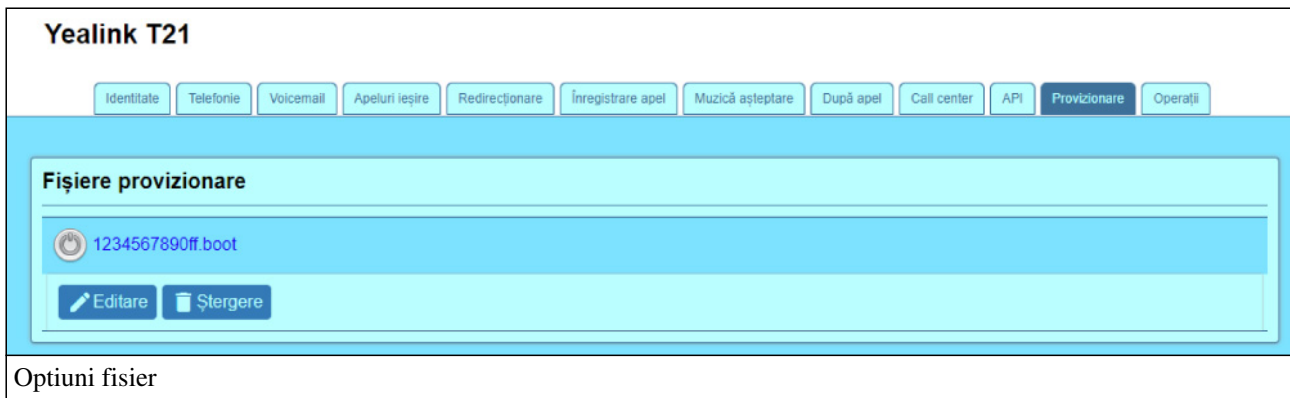 Yealink T21
Identitate Telefonie Voicemail Apeluri ieșire Redirecționare Înregistrare apel Muzică așteptare După apel Call center API Provizionare Operații
Fișiere provizionare
1234567890ff.boot
Editare Ștergere
Optiuni fisier